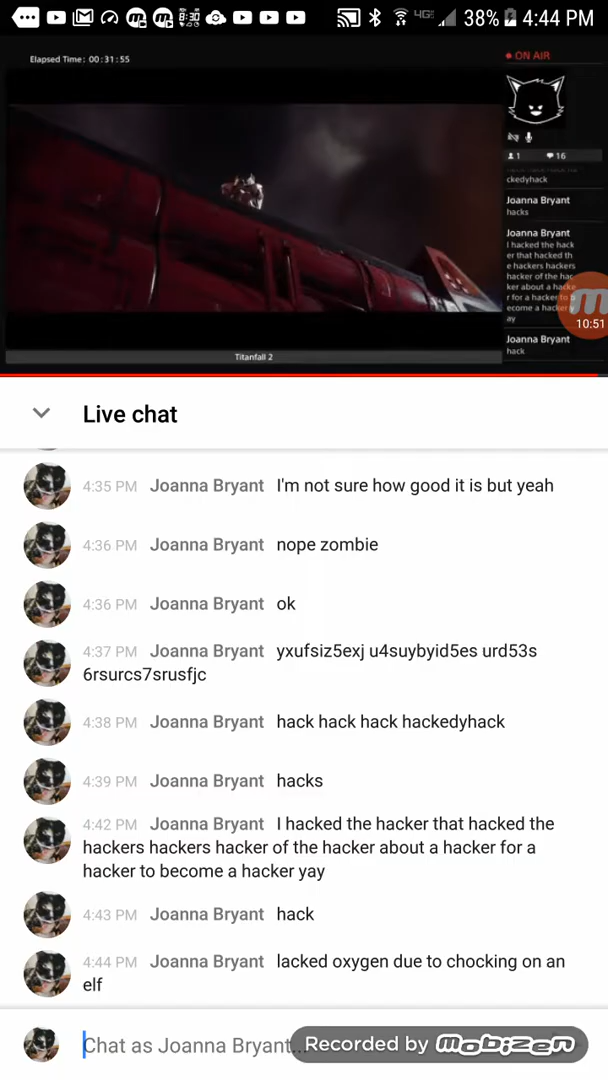 8:30
4G
38%
4:44 PM
Elapsed Time: 00:31:55
ON AIR
1
16
ckedyhack
Joanna Bryant
hacks
Joanna Bryant
I hacked the hack
er that hacked th
e hackers hackers
hacker of the hac
ker about a hacke
r for a hacker to b
ecome a hacker y
ay
Joanna Bryant
hack
10:51
Titanfall 2
Live chat
4:35 PM Joanna Bryant I'm not sure how good it is but yeah
4:36 PM Joanna Bryant nope zombie
4:36 PM Joanna Bryant ok
4:37 PM Joanna Bryant yxufsiz5exj u4suybyid5es urd53s
6rsurcs7srusfjc
4:38 PM Joanna Bryant hack hack hack hackedyhack
4:39 PM Joanna Bryant hacks
4:42 PM Joanna Bryant I hacked the hacker that hacked the
hackers hackers hacker of the hacker about a hacker for a
hacker to become a hacker yay
4:43 PM Joanna Bryant hack
4:44 PM Joanna Bryant lacked oxygen due to chocking on an
elf
Chat as Joanna Bryant...
Recorded by mobizen